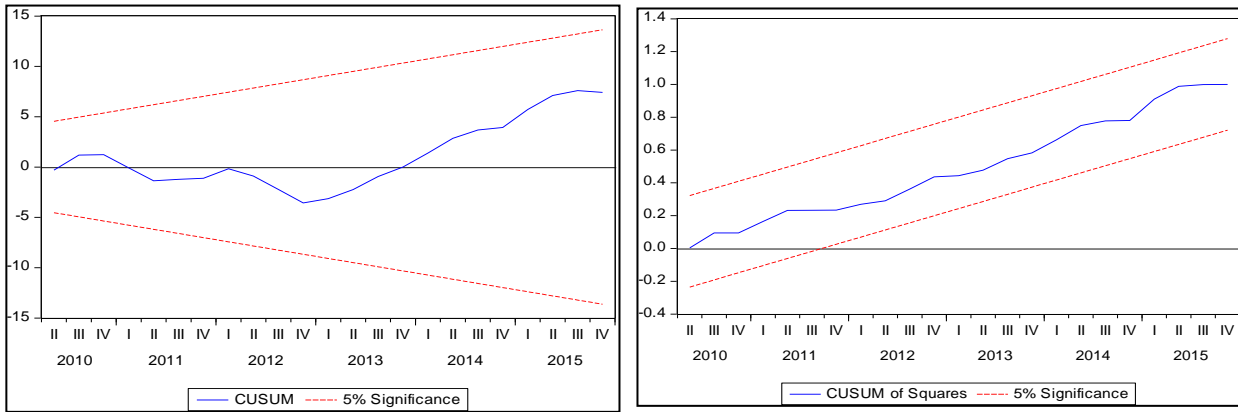 15
10
5
0
-5
-10
-15
II III IV I II III IV I II III IV I II III IV I II III IV I II III IV
2010 2011 2012 2013 2014 2015
CUSUM 5% Significance
1.4
1.2
1.0
0.8
0.6
0.4
0.2
0.0
-0.2
-0.4
II III IV I II III IV I II III IV I II III IV I II III IV I II III IV
2010 2011 2012 2013 2014 2015
CUSUM of Squares 5% Significance